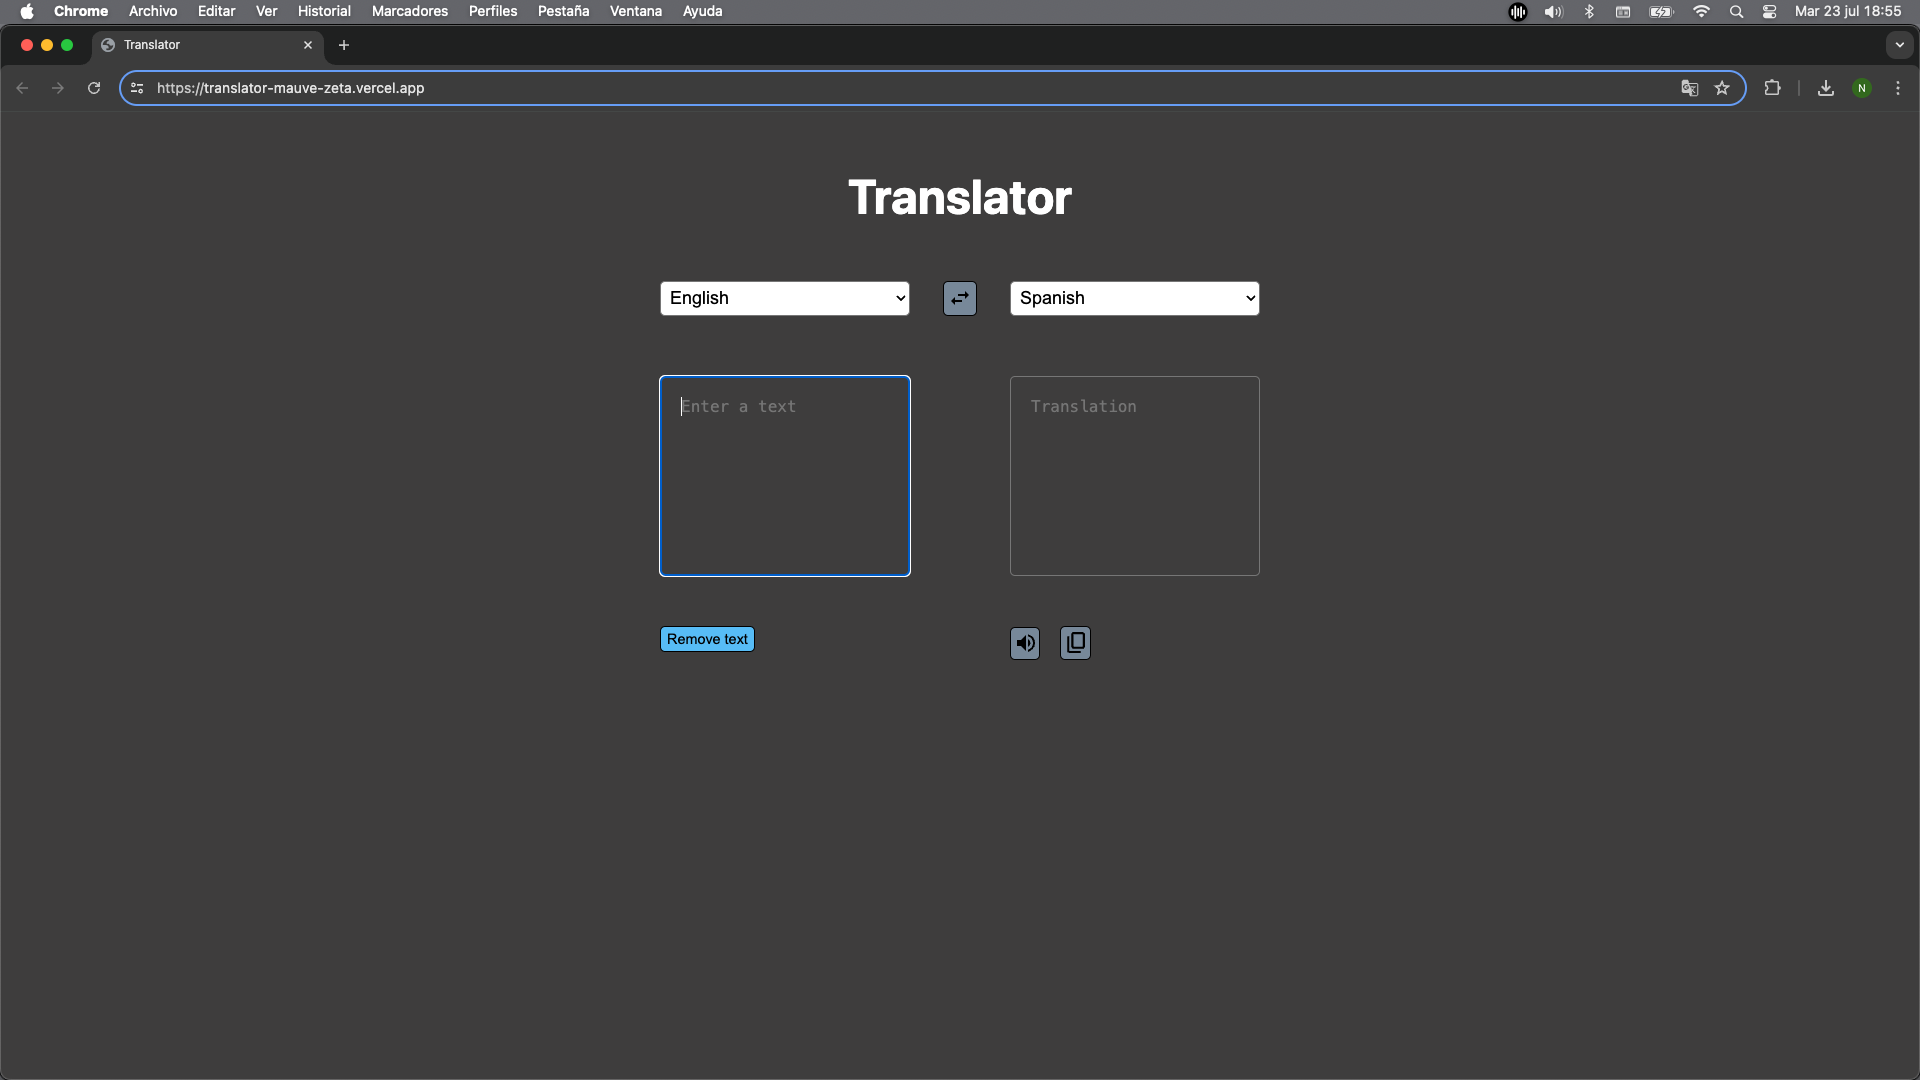 Chrome Archivo Editar Ver Historial Marcadores Perfiles Pestaña Ventana Ayuda Mar 23 jul 18:55
Translator
https://translator-mauve-zeta.vercel.app N
Translator
English Spanish
Enter a text Translation
Remove text